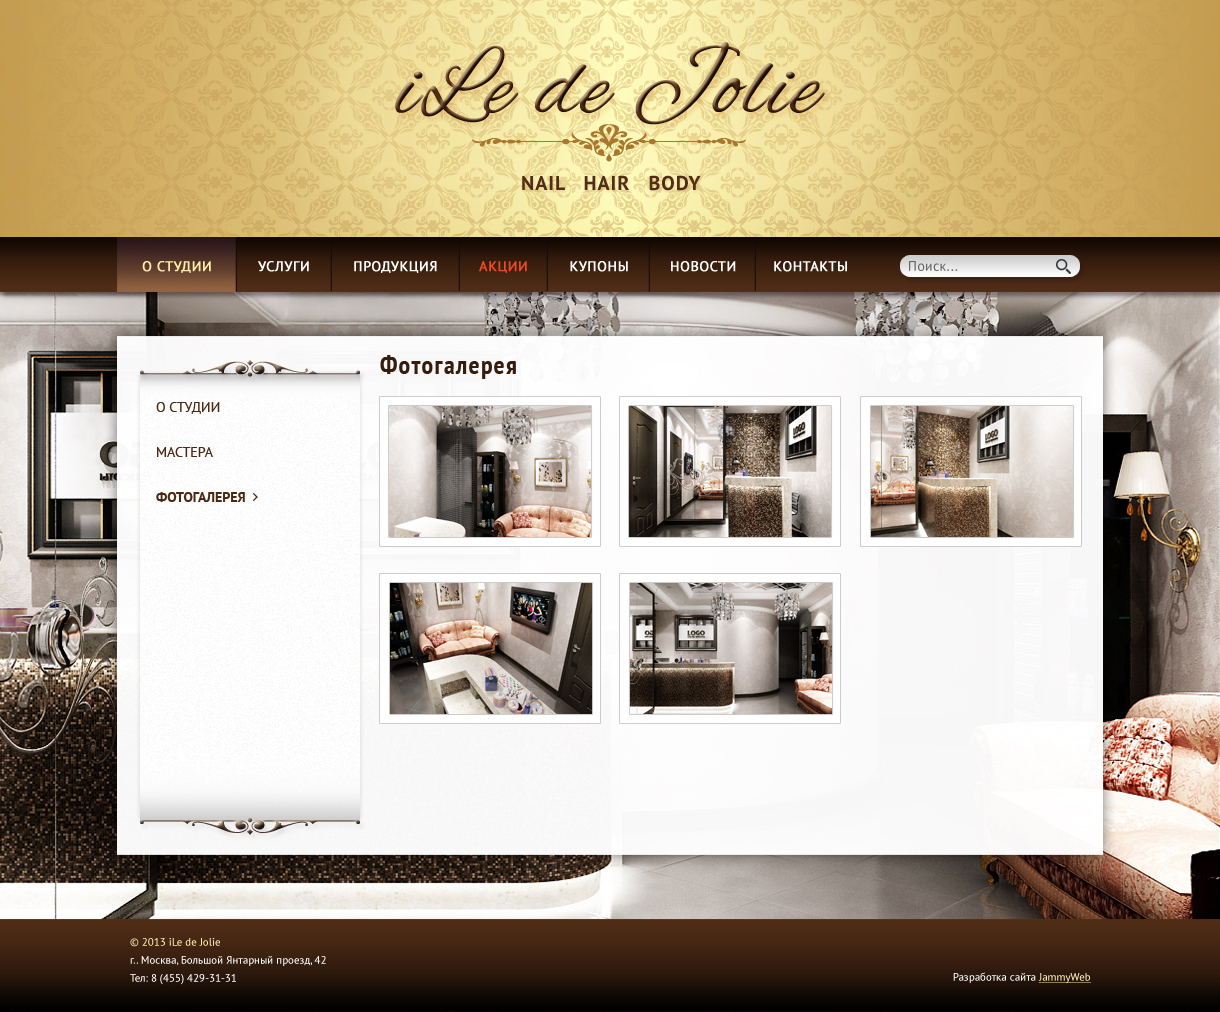 iLe de Jolie
NAIL HAIR BODY
О СТУДИИ УСЛУГИ ПРОДУКЦИЯ АКЦИИ КУПОНЫ НОВОСТИ КОНТАКТЫ Поиск...
Фотогалерея
О СТУДИИ
МАСТЕРА
ФОТОГАЛЕРЕЯ >
LOGO
LOGO
LOGO
© 2013 iLe de Jolie
г.. Москва, Большой Янтарный проезд, 42
Тел: 8 (455) 429-31-31
Разработка сайта JammyWeb